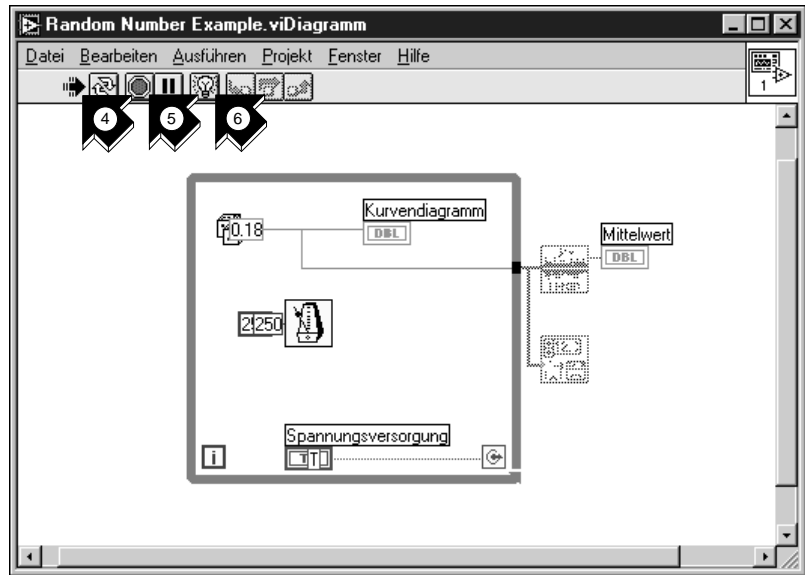 Random Number Example.viDiagramm
Datei Bearbeiten Ausführen Projekt Fenster Hilfe
1
4 5 6
Kurvendiagramm
0.18
DBL
Mittelwert
DBL
250
Spannungsversorgung
i
T T